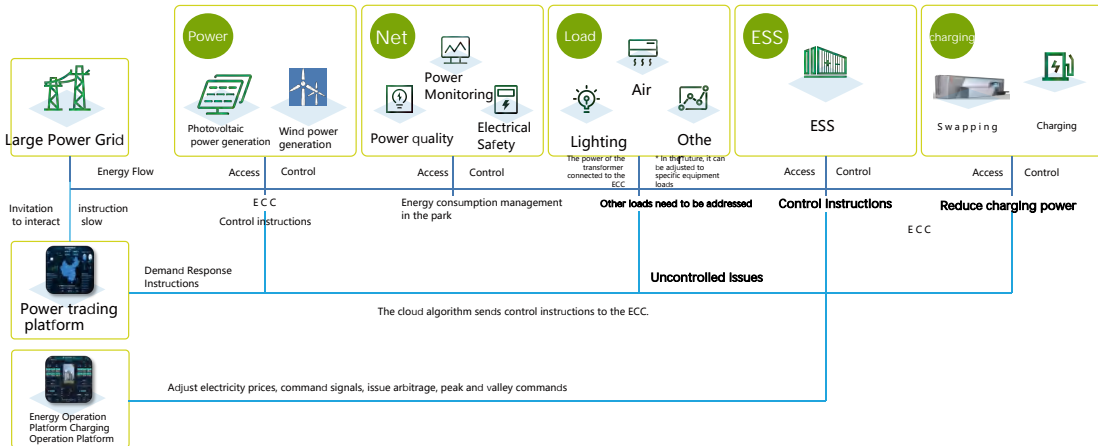 Power
Net
Load
ESS
charging
Large Power Grid
Photovoltaic
power generation
Wind power
generation
Power
Monitoring
Power quality
Electrical
Safety
Air
Lighting
Othe
r
ESS
Swapping
Charging
Energy Flow
Access
Control
Access
Control
The power of the
transformer
connected to the
ECC
* In the future, it can
be adjusted to
specific equipment
loads
Access
Control
Access
Control
Invitation
to interact
instruction
slow
ECC
Control instructions
Energy consumption management
in the park
Other loads need to be addressed
Control instructions
Reduce charging power
ECC
Power trading
platform
Demand Response
Instructions
Uncontrolled Issues
The cloud algorithm sends control instructions to the ECC.
Energy Operation
Platform Charging
Operation Platform
Adjust electricity prices, command signals, issue arbitrage, peak and valley commands